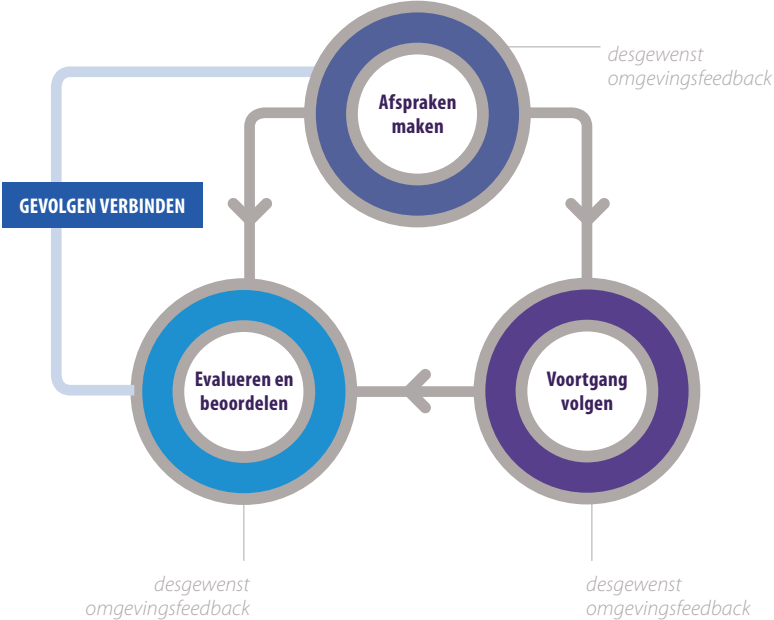 desgewenst
omgevingsfeedback
Afspraken
maken
GEVOLGEN VERBINDEN
Evalueren en
beoordelen
Voortgang
volgen
desgewenst
omgevingsfeedback
desgewenst
omgevingsfeedback